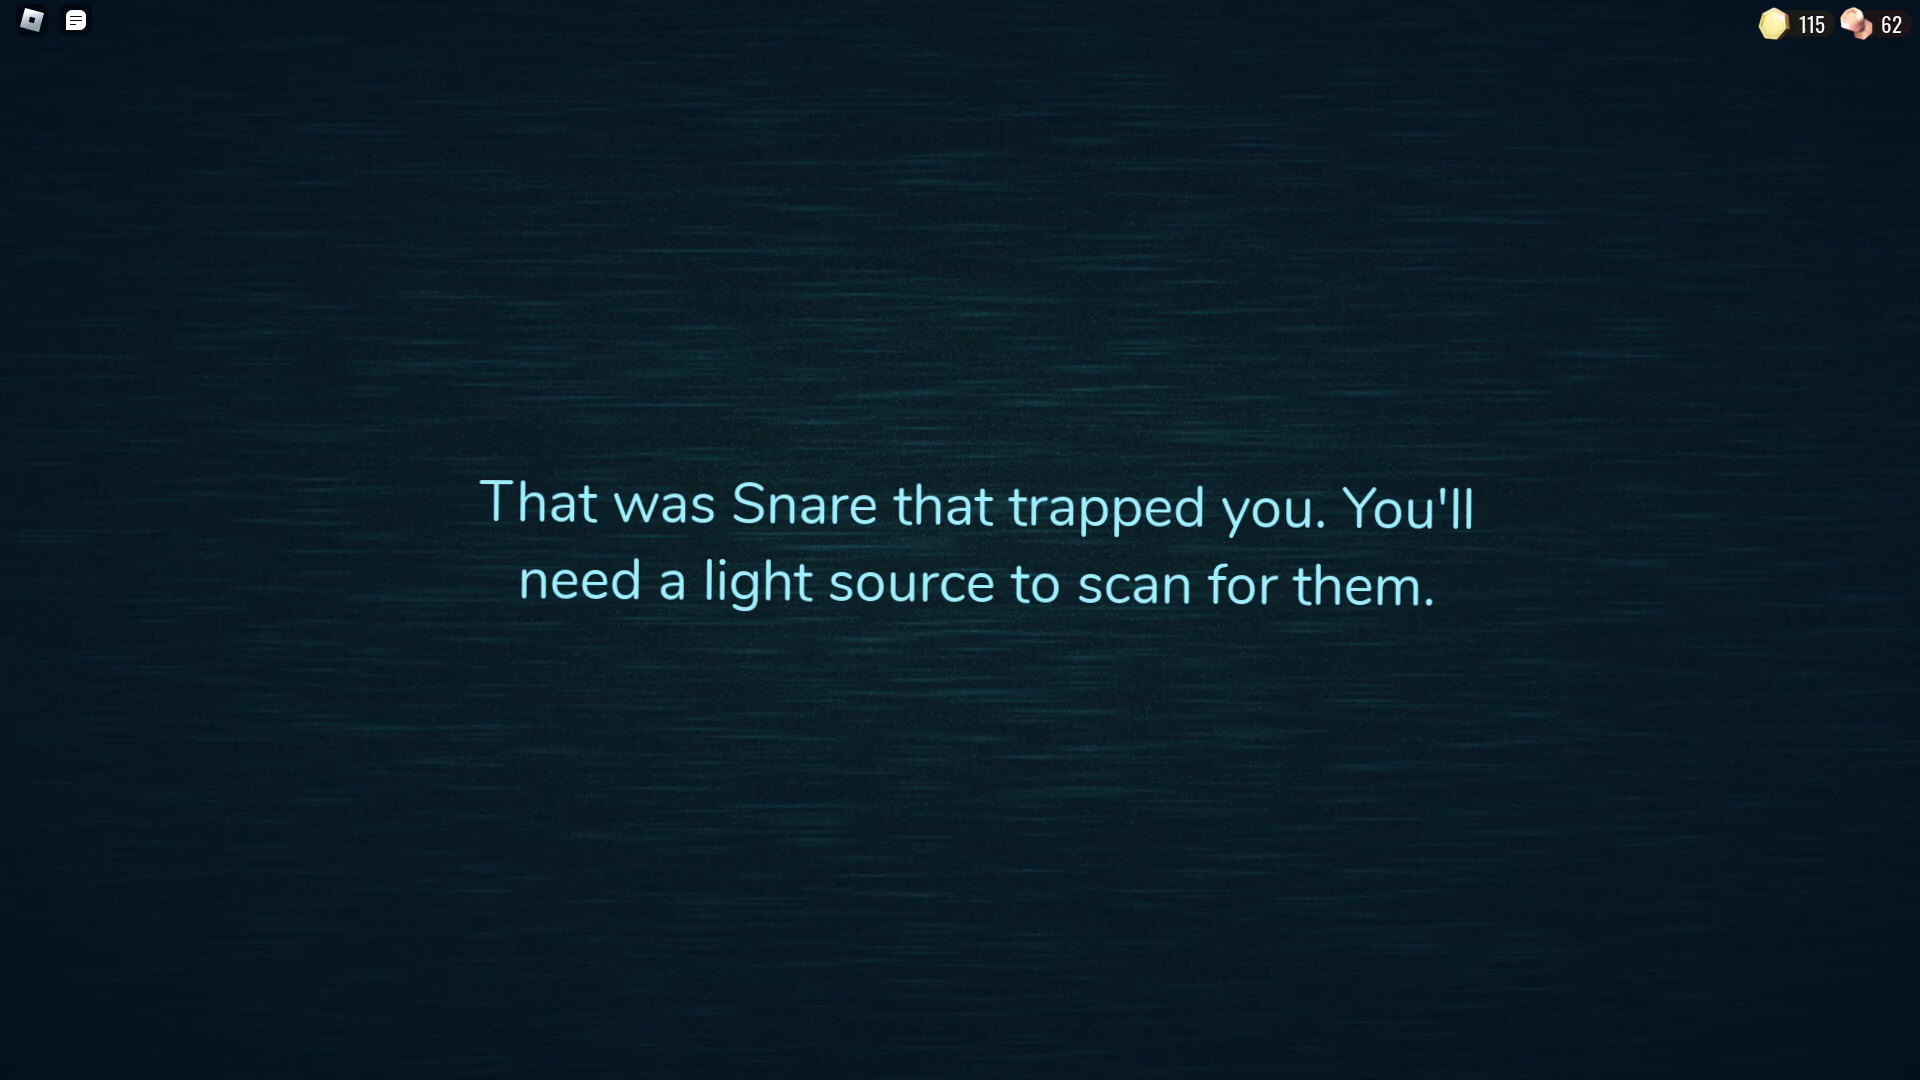 115 62
That was Snare that trapped you. You'll
need a light source to scan for them.